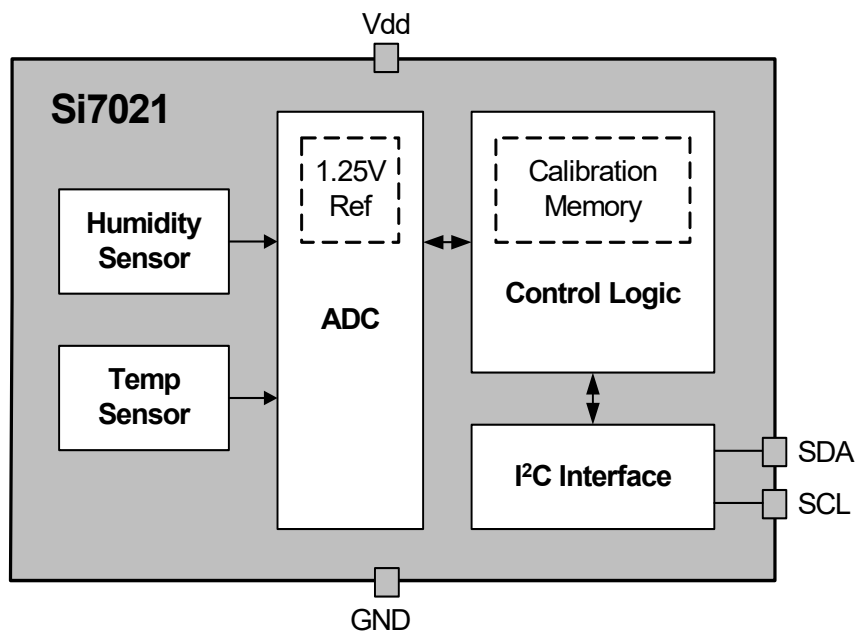 Vdd
Si7021
Humidity
Sensor
Temp
Sensor
1.25V
Ref
ADC
Calibration
Memory
Control Logic
I²C Interface
SDA
SCL
GND